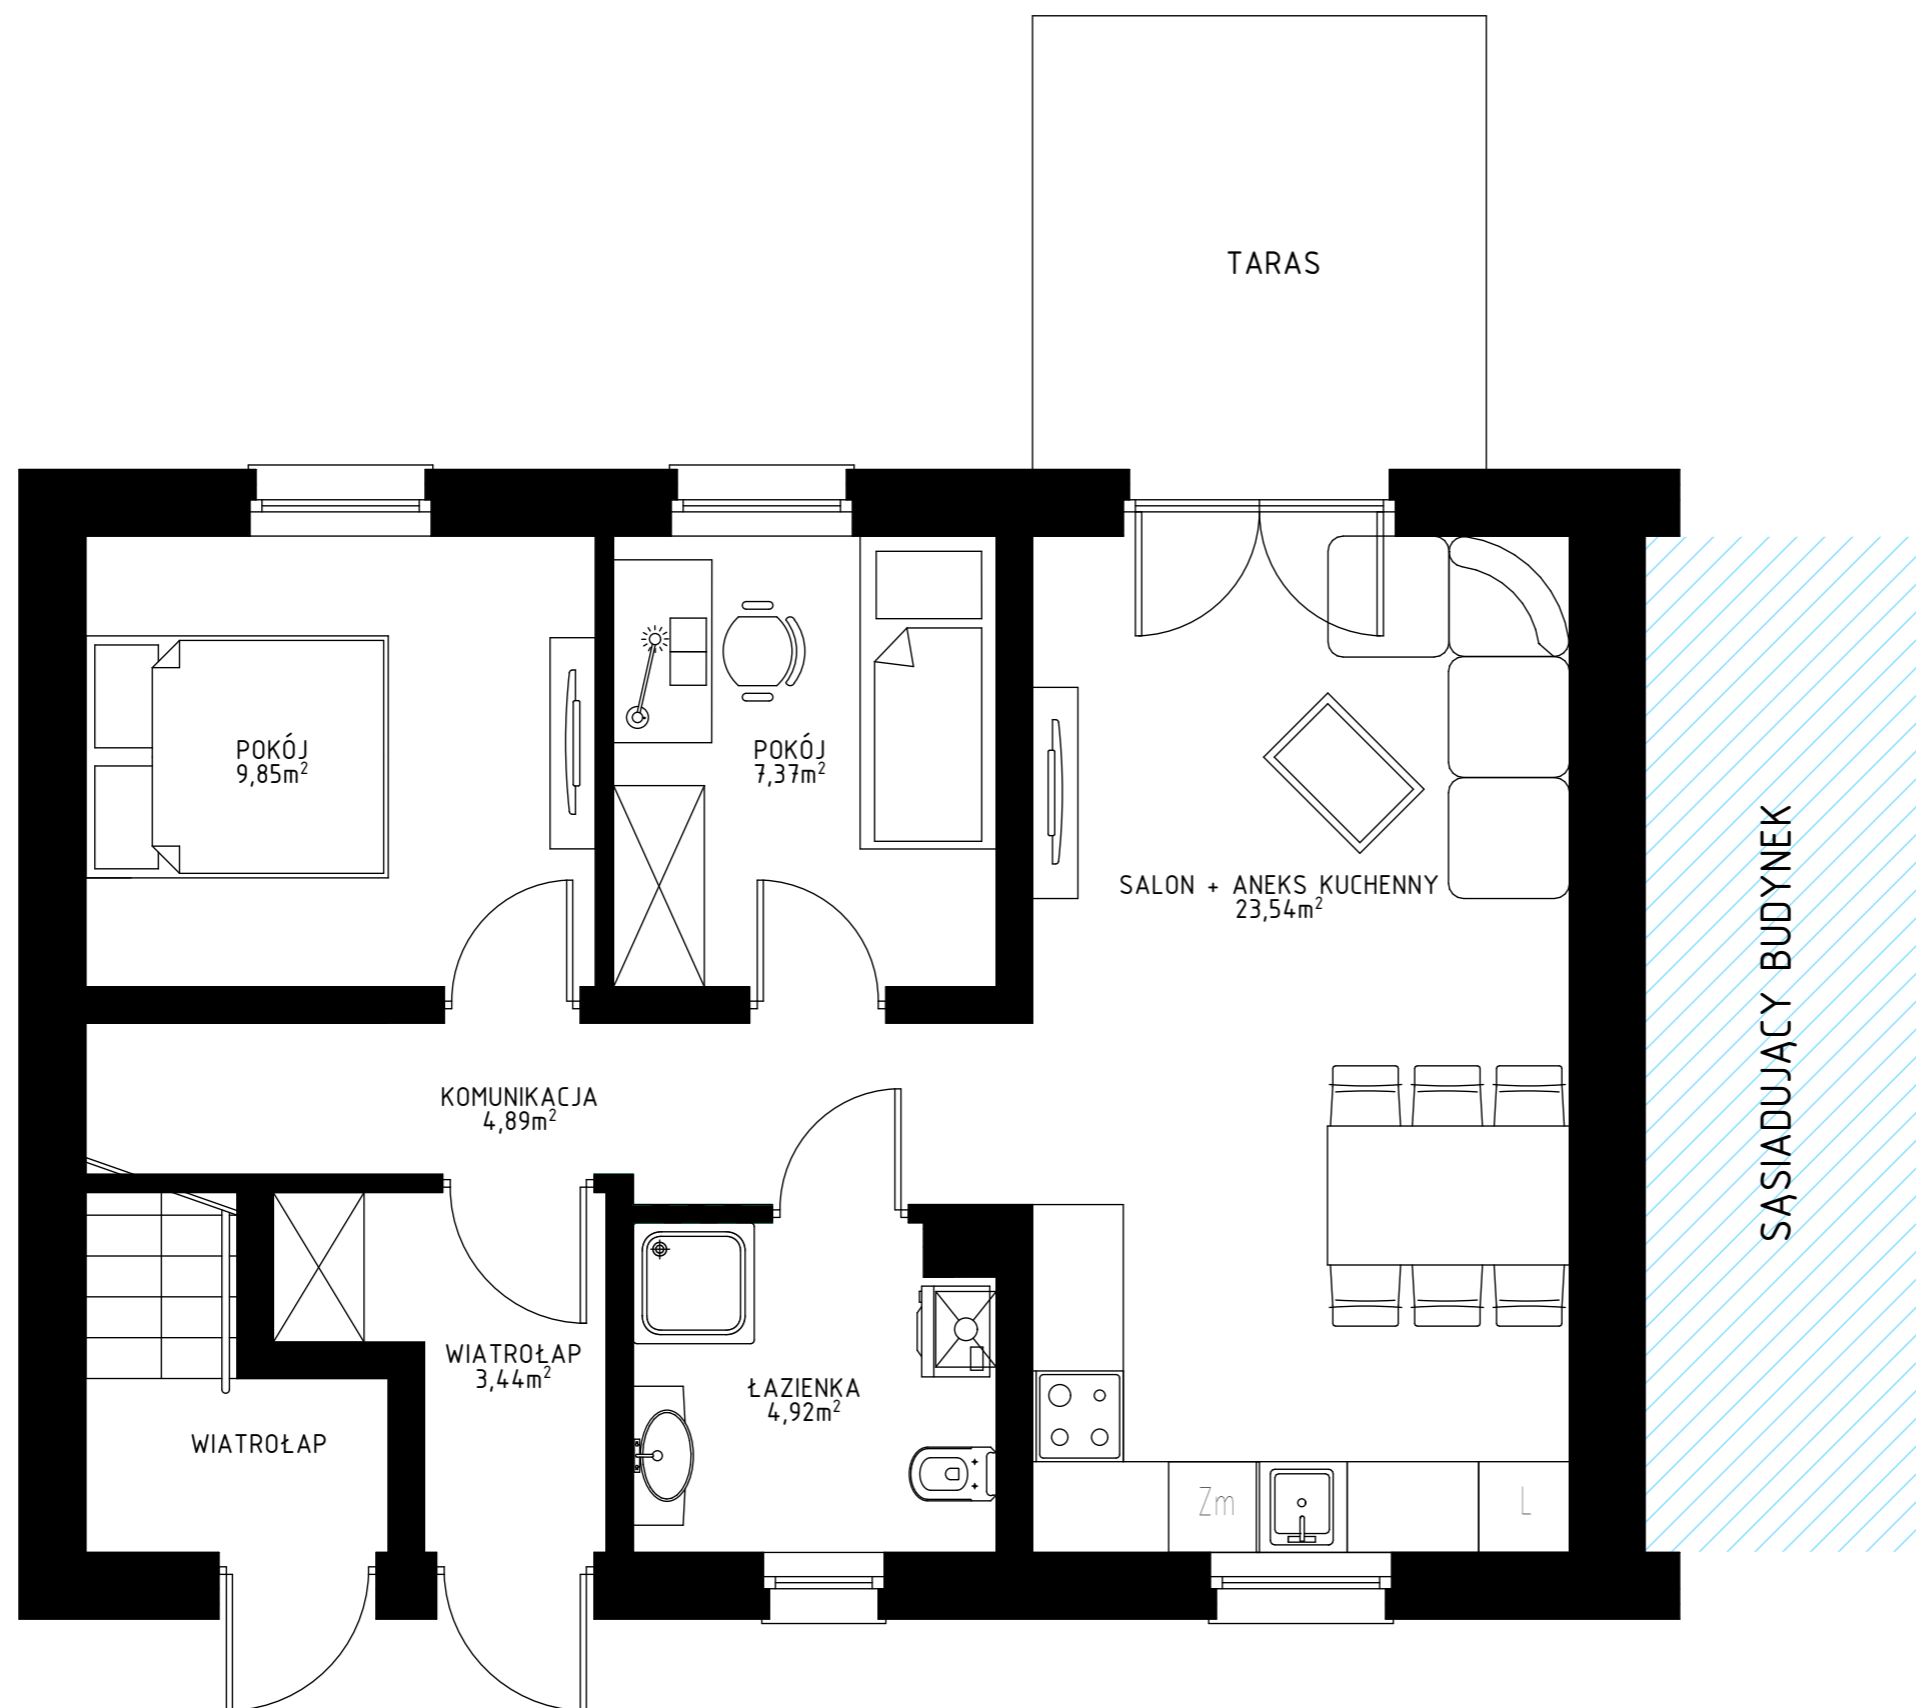 TARAS
POKÓJ
9,85m²
POKÓJ
7,37m²
SALON + ANEKS KUCHENNY
23,54m²
SĄSIADUJĄCY BUDYNEK
KOMUNIKACJA
4,89m²
WIATROŁAP
3,44m²
ŁAZIENKA
4,92m²
WIATROŁAP
Zm
L